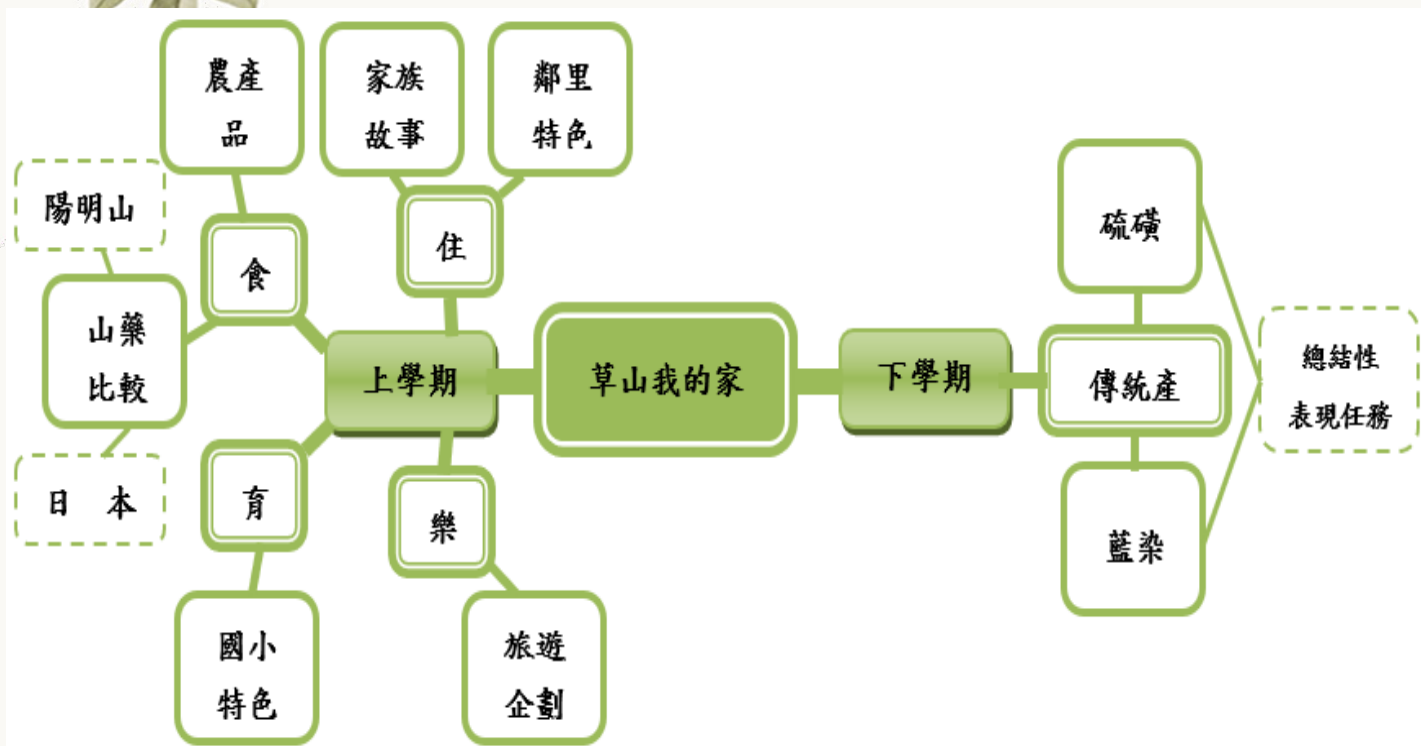 農產
品
家族
故事
鄰里
特色
陽明山
食
住
山藥
比較
日 本
育
樂
國小
特色
旅遊
企劃
上學期
草山我的家
下學期
硫磺
傳統產
藍染
總結性
表現任務